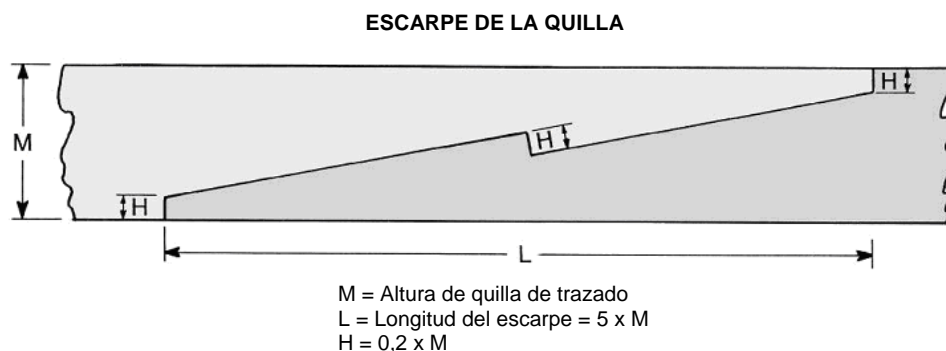 ESCARPE DE LA QUILLA
H
M
H
H
L
M = Altura de quilla de trazado
L = Longitud del escarpe = 5 x M
H = 0,2 x M